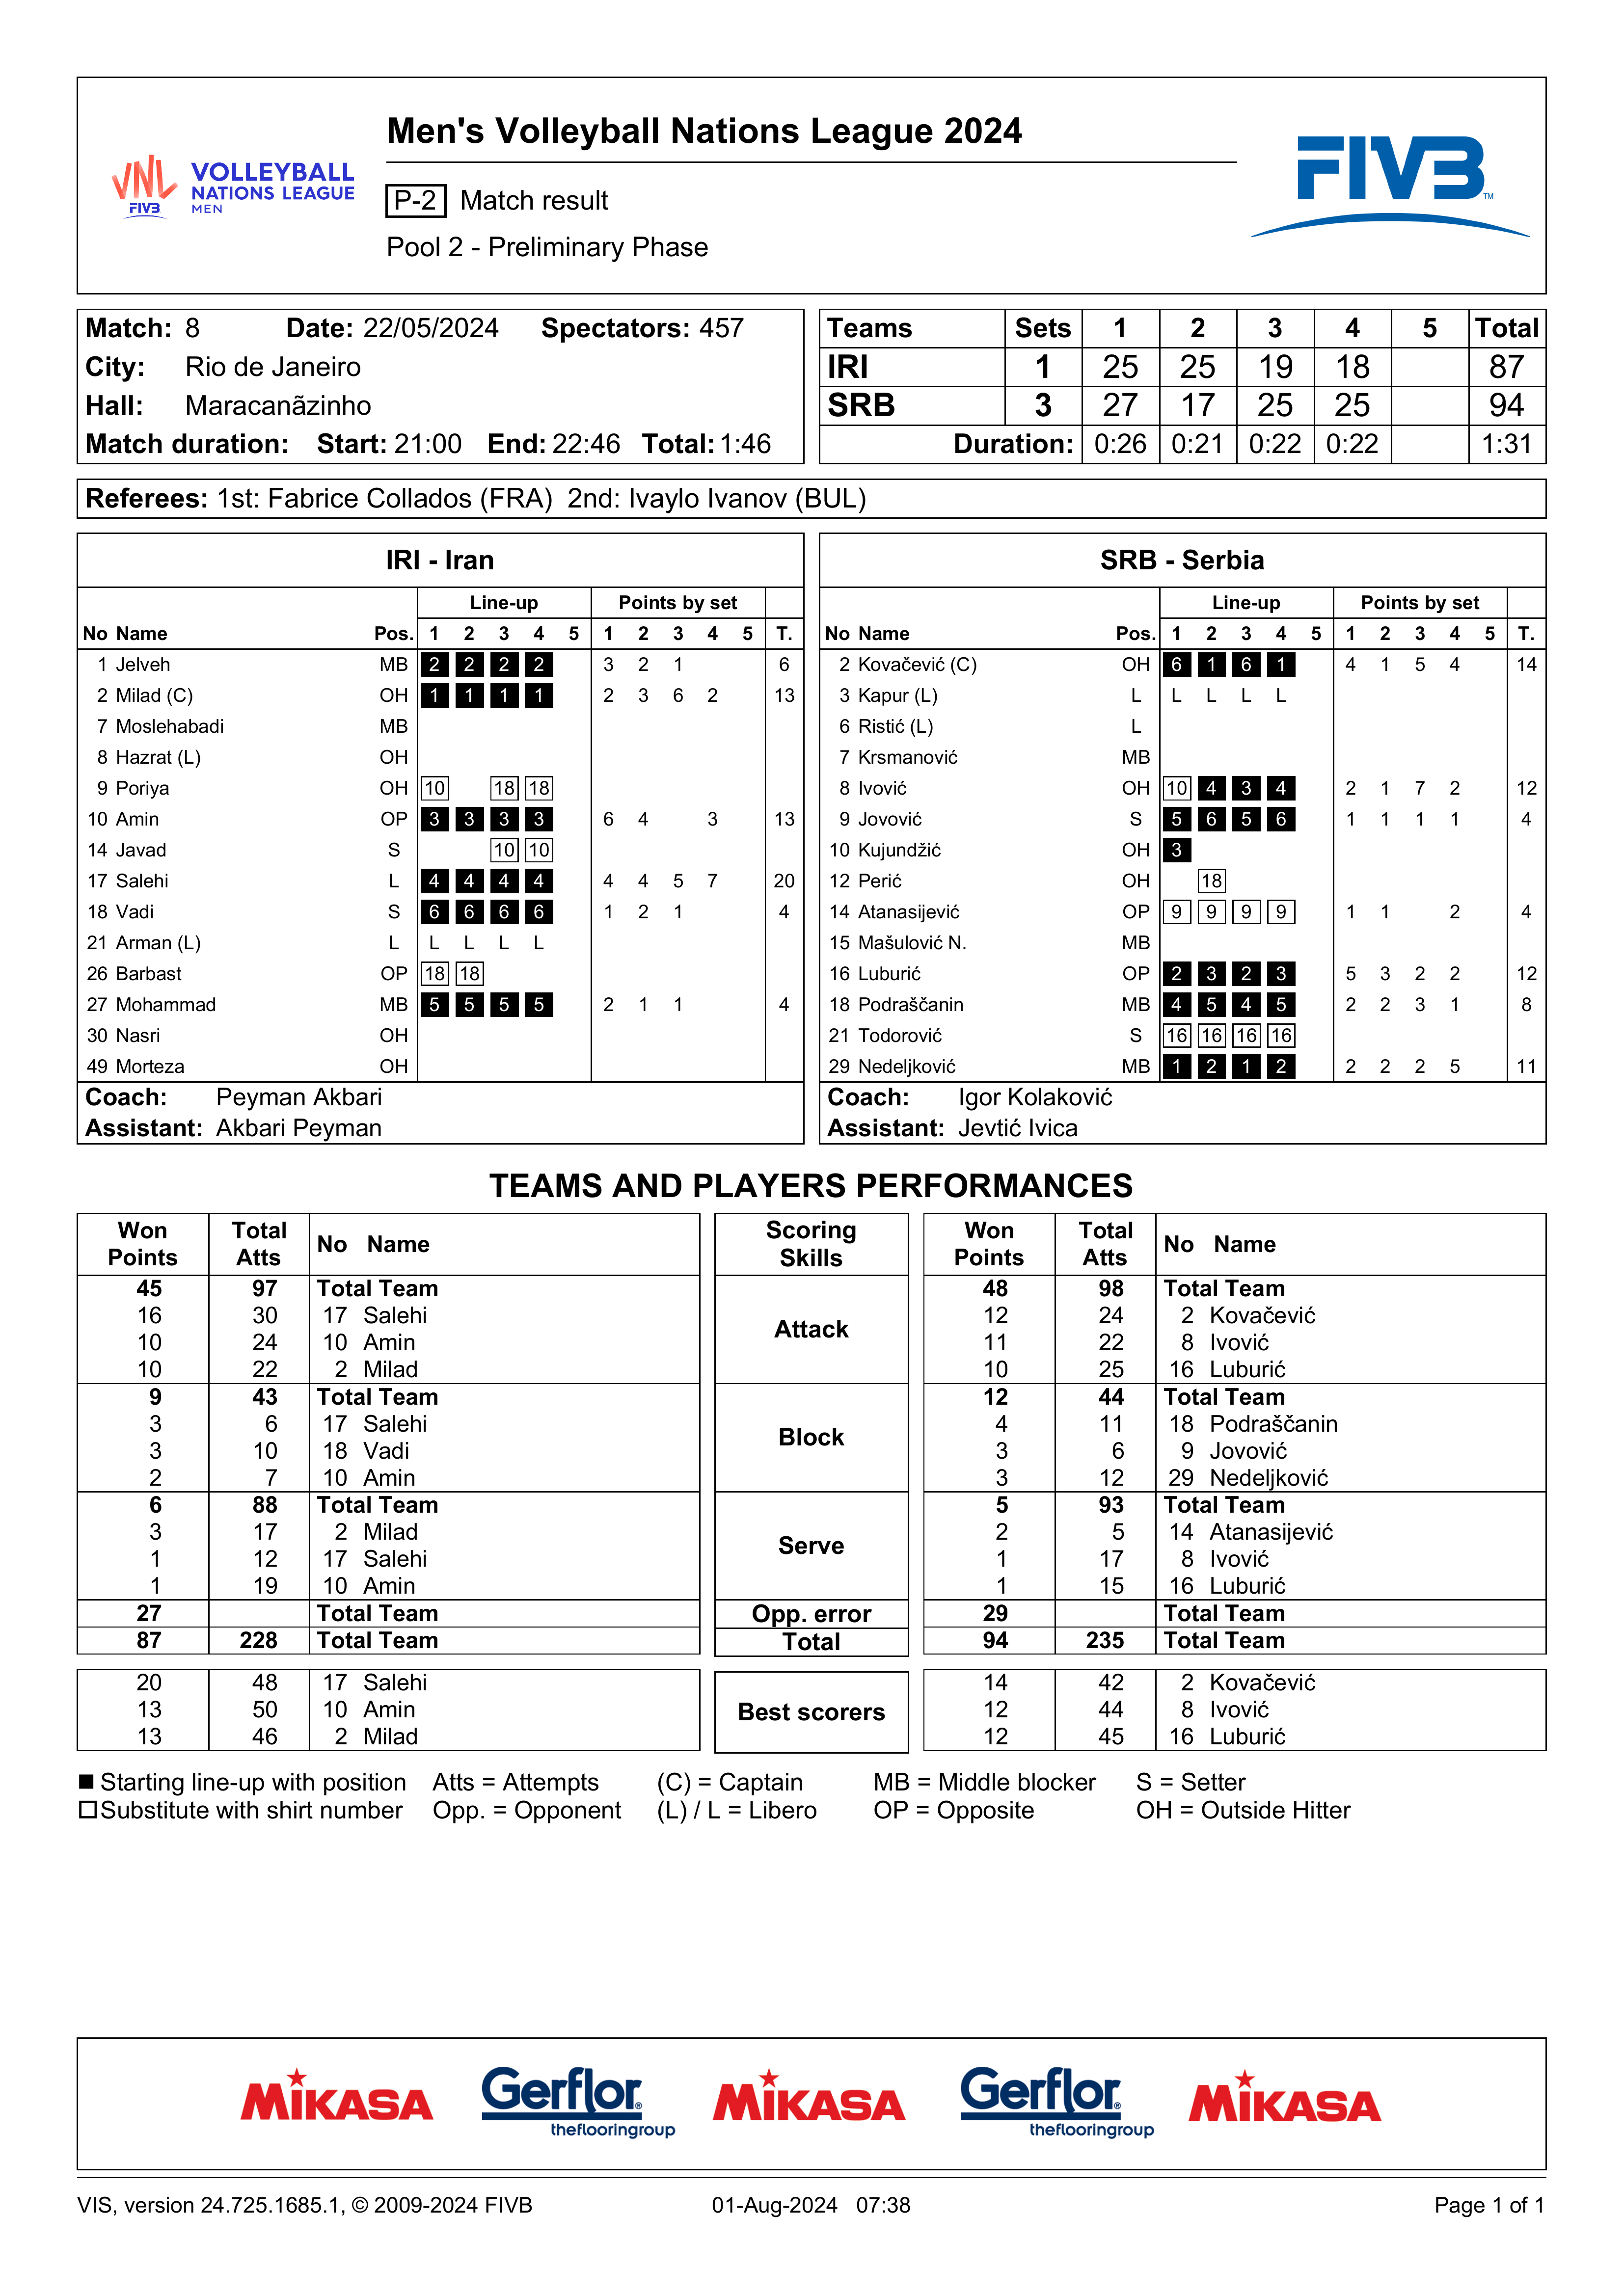 Men's Volleyball Nations League 2024
VNL FIVB VOLLEYBALL NATIONS LEAGUE MEN
P-2 Match result
Pool 2 - Preliminary Phase
FIVB TM
Match: 8 Date: 22/05/2024 Spectators: 457
City: Rio de Janeiro
Hall: Maracanãzinho
Match duration: Start: 21:00 End: 22:46 Total: 1:46
Teams Sets 1 2 3 4 5 Total
IRI 1 25 25 19 18 87
SRB 3 27 17 25 25 94
Duration: 0:26 0:21 0:22 0:22 1:31
Referees: 1st: Fabrice Collados (FRA) 2nd: Ivaylo Ivanov (BUL)
IRI - Iran
Line-up Points by set
No Name Pos. 1 2 3 4 5 1 2 3 4 5 T.
1 Jelveh MB 2 2 2 2 3 2 1 6
2 Milad (C) OH 1 1 1 1 2 3 6 2 13
7 Moslehabadi MB
8 Hazrat (L) OH
9 Poriya OH 10 18 18
10 Amin OP 3 3 3 3 6 4 3 13
14 Javad S 10 10
17 Salehi L 4 4 4 4 4 4 5 7 20
18 Vadi S 6 6 6 6 1 2 1 4
21 Arman (L) L L L L L
26 Barbast OP 18 18
27 Mohammad MB 5 5 5 5 2 1 1 4
30 Nasri OH
49 Morteza OH
Coach: Peyman Akbari
Assistant: Akbari Peyman
SRB - Serbia
Line-up Points by set
No Name Pos. 1 2 3 4 5 1 2 3 4 5 T.
2 Kovačević (C) OH 6 1 6 1 4 1 5 4 14
3 Kapur (L) L L L L L
6 Ristić (L) L
7 Krsmanović MB
8 Ivović OH 10 4 3 4 2 1 7 2 12
9 Jovović S 5 6 5 6 1 1 1 1 4
10 Kujundžić OH 3
12 Perić OH 18
14 Atanasijević OP 9 9 9 9 1 1 2 4
15 Mašulović N. MB
16 Luburić OP 2 3 2 3 5 3 2 2 12
18 Podraščanin MB 4 5 4 5 2 2 3 1 8
21 Todorović S 16 16 16 16
29 Nedeljković MB 1 2 1 2 2 2 2 5 11
Coach: Igor Kolaković
Assistant: Jevtić Ivica
TEAMS AND PLAYERS PERFORMANCES
Won Points Total Atts No Name Scoring Skills Won Points Total Atts No Name
45 97 Total Team Attack 48 98 Total Team
16 30 17 Salehi 12 24 2 Kovačević
10 24 10 Amin 11 22 8 Ivović
10 22 2 Milad 10 25 16 Luburić
9 43 Total Team Block 12 44 Total Team
3 6 17 Salehi 4 11 18 Podraščanin
3 10 18 Vadi 3 6 9 Jovović
2 7 10 Amin 3 12 29 Nedeljković
6 88 Total Team Serve 5 93 Total Team
3 17 2 Milad 2 5 14 Atanasijević
1 12 17 Salehi 1 17 8 Ivović
1 19 10 Amin 1 15 16 Luburić
27 Total Team Opp. error 29 Total Team
87 228 Total Team Total 94 235 Total Team
20 48 17 Salehi Best scorers 14 42 2 Kovačević
13 50 10 Amin 12 44 8 Ivović
13 46 2 Milad 12 45 16 Luburić
Starting line-up with position Atts = Attempts (C) = Captain MB = Middle blocker S = Setter
Substitute with shirt number Opp. = Opponent (L) / L = Libero OP = Opposite OH = Outside Hitter
MIKASA Gerflor® theflooringgroup MIKASA Gerflor® theflooringgroup MIKASA
VIS, version 24.725.1685.1, © 2009-2024 FIVB 01-Aug-2024 07:38 Page 1 of 1